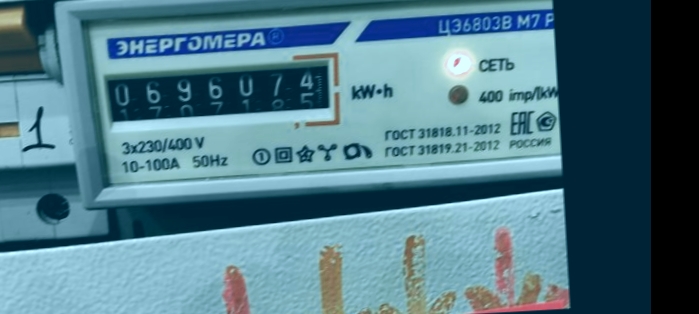 ЭНЕРГОМЕРА®
ЦЭ6803В М7 Р
СЕТЬ
0696074 kW•h
400 imp/kW
3x230/400 V
10-100A 50Hz
ГОСТ 31818.11-2012
ГОСТ 31819.21-2012
EAC
РОССИЯ
1